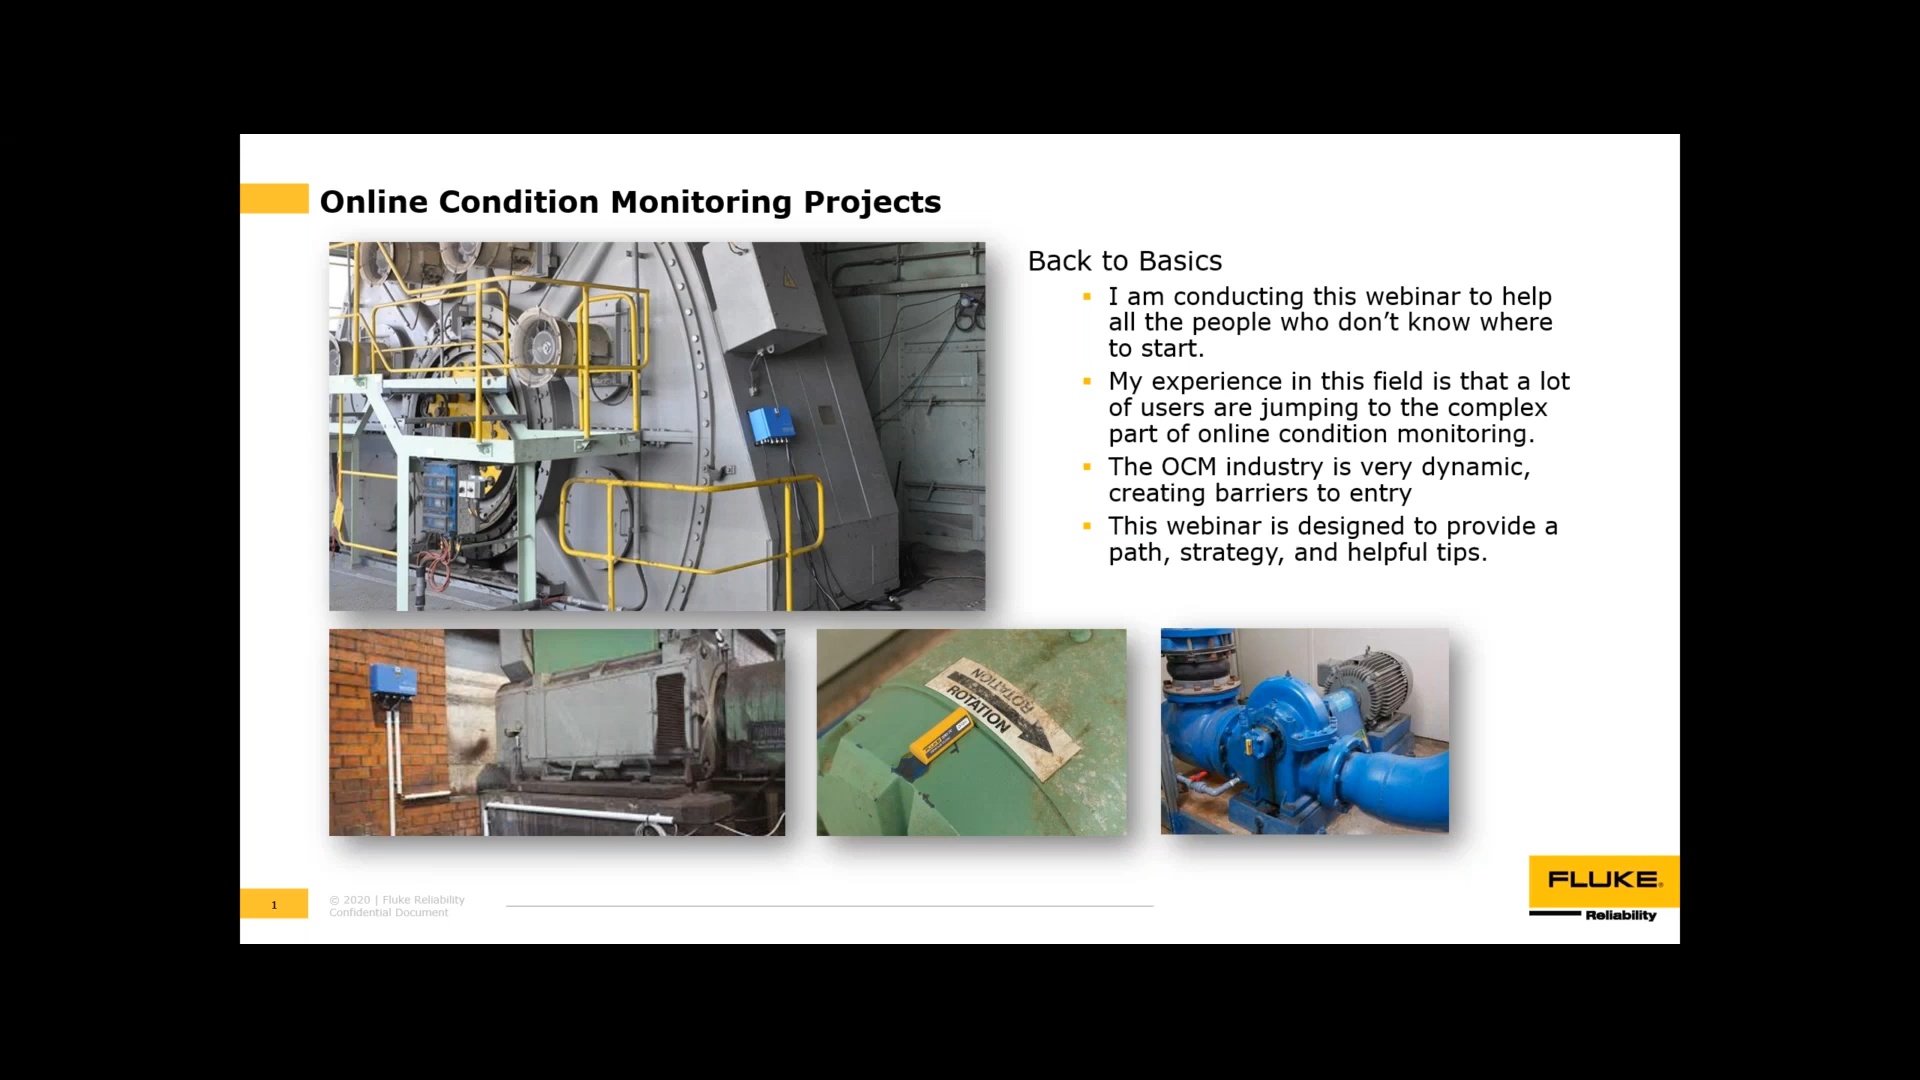 Online Condition Monitoring Projects
Back to Basics
I am conducting this webinar to help
all the people who don’t know where
to start.
My experience in this field is that a lot
of users are jumping to the complex
part of online condition monitoring.
The OCM industry is very dynamic,
creating barriers to entry
This webinar is designed to provide a
path, strategy, and helpful tips.
ROTATION
ROTATION
1
© 2020 | Fluke Reliability
Confidential Document
FLUKE®
Reliability